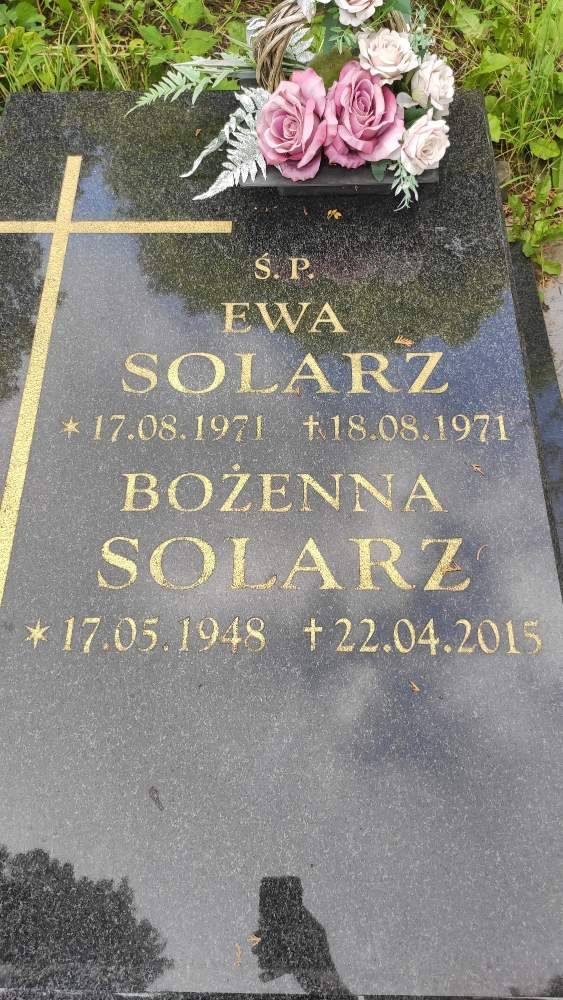 Ś. P.
EWA
SOLARZ
* 17.08.1971 ✝ 18.08.1971
BOŻENNA
SOLARZ
* 17.05.1948 ✝ 22.04.2015